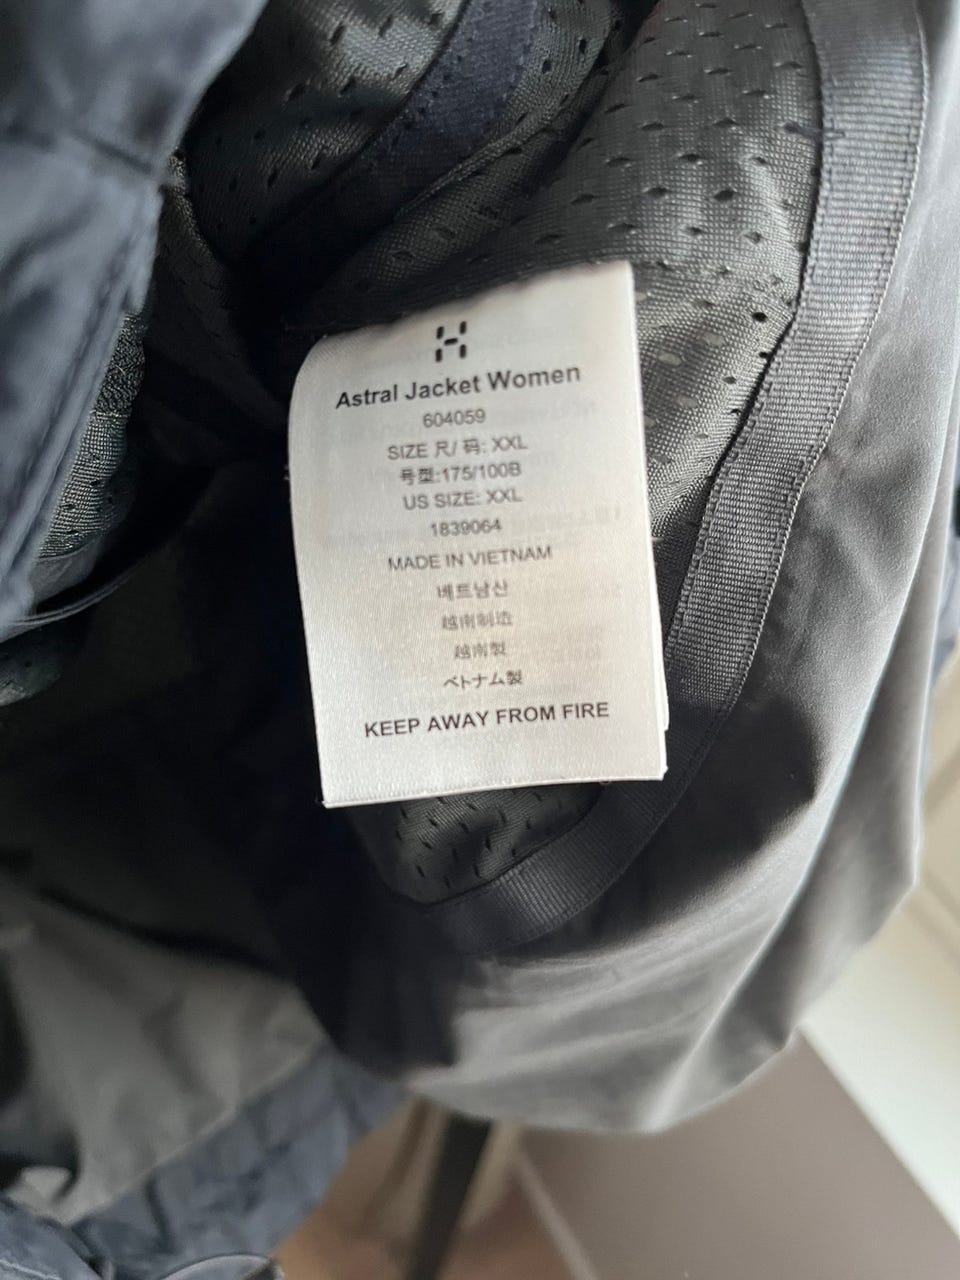 Astral Jacket Women
604059
SIZE 尺/ 码: XXL
号型:175/100B
US SIZE: XXL
1839064
MADE IN VIETNAM
베트남산
越南制造
越南製
ベトナム製
KEEP AWAY FROM FIRE